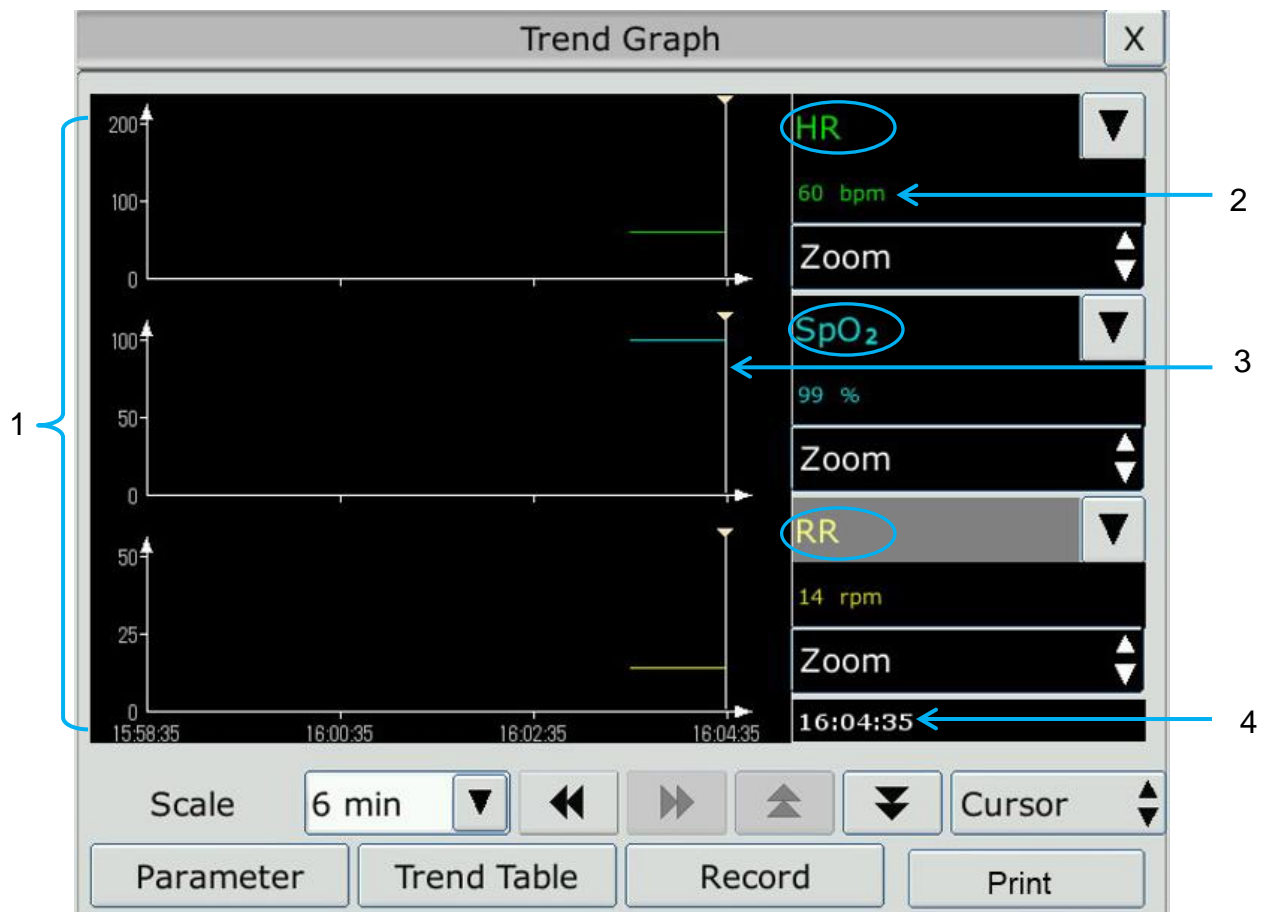 Trend Graph X
200
100
0
HR
60 bpm
2
Zoom
100
50
0
SpO₂
3
99 %
Zoom
1
50
25
0
RR
14 rpm
Zoom
15:58:35 16:00:35 16:02:35 16:04:35
16:04:35
4
Scale 6 min Cursor
Parameter Trend Table Record Print